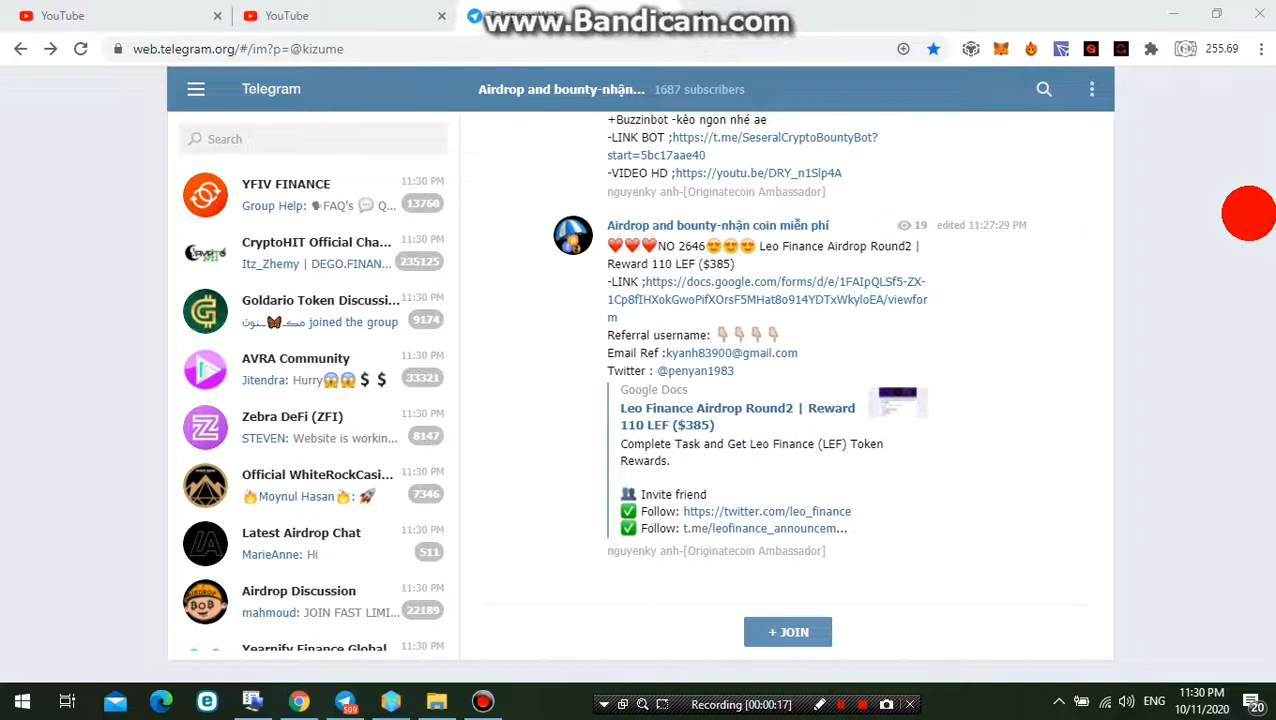 YouTube
YouTube
www.Bandicam.com
web.telegram.org/#/im?p=@kizume
255.69
Telegram
Airdrop and bounty-nhận... 1687 subscribers
Search
YFIV FINANCE 11:30 PM
Group Help: 🗣FAQ's 💬 Q... 13760
CryptoHIT Official Cha... 11:30 PM
Itz_Zhemy | DEGO.FINAN... 235125
Goldario Token Discussi... 11:30 PM
joined the group 9174
AVRA Community 11:30 PM
Jitendra: Hurry😱😱💲💲 33321
Zebra DeFi (ZFI) 11:30 PM
STEVEN: Website is workin... 8147
Official WhiteRockCasi... 11:30 PM
🔥Moynul Hasan🔥: 🚀 7346
Latest Airdrop Chat 11:30 PM
MarieAnne: Hi 511
Airdrop Discussion 11:30 PM
mahmoud: JOIN FAST LIMI... 22189
Yearnify Finance Global 11:30 PM
+Buzzinbot -kèo ngon nhé ae
-LINK BOT ;https://t.me/SeseralCryptoBountyBot?
start=5bc17aae40
-VIDEO HD ;https://youtu.be/DRY_n1Slp4A
nguyenky anh-[Originatecoin Ambassador]
Airdrop and bounty-nhận coin miễn phí 19 edited 11:27:29 PM
❤❤❤NO 2646😍😍😍 Leo Finance Airdrop Round2 |
Reward 110 LEF ($385)
-LINK ;https://docs.google.com/forms/d/e/1FAIpQLSf5-ZX-
1Cp8fIHXokGwoPifXOrsF5MHat8o914YDTxWkyloEA/viewfor
m
Referral username: 👇🏻👇🏻👇🏻👇🏻
Email Ref :kyanh83900@gmail.com
Twitter : @penyan1983
Google Docs
Leo Finance Airdrop Round2 | Reward
110 LEF ($385)
Complete Task and Get Leo Finance (LEF) Token
Rewards.
👥 Invite friend
✅ Follow: https://twitter.com/leo_finance
✅ Follow: t.me/leofinance_announcem...
nguyenky anh-[Originatecoin Ambassador]
+ JOIN
509
Recording [00:00:17]
ENG
11:30 PM
10/11/2020
20